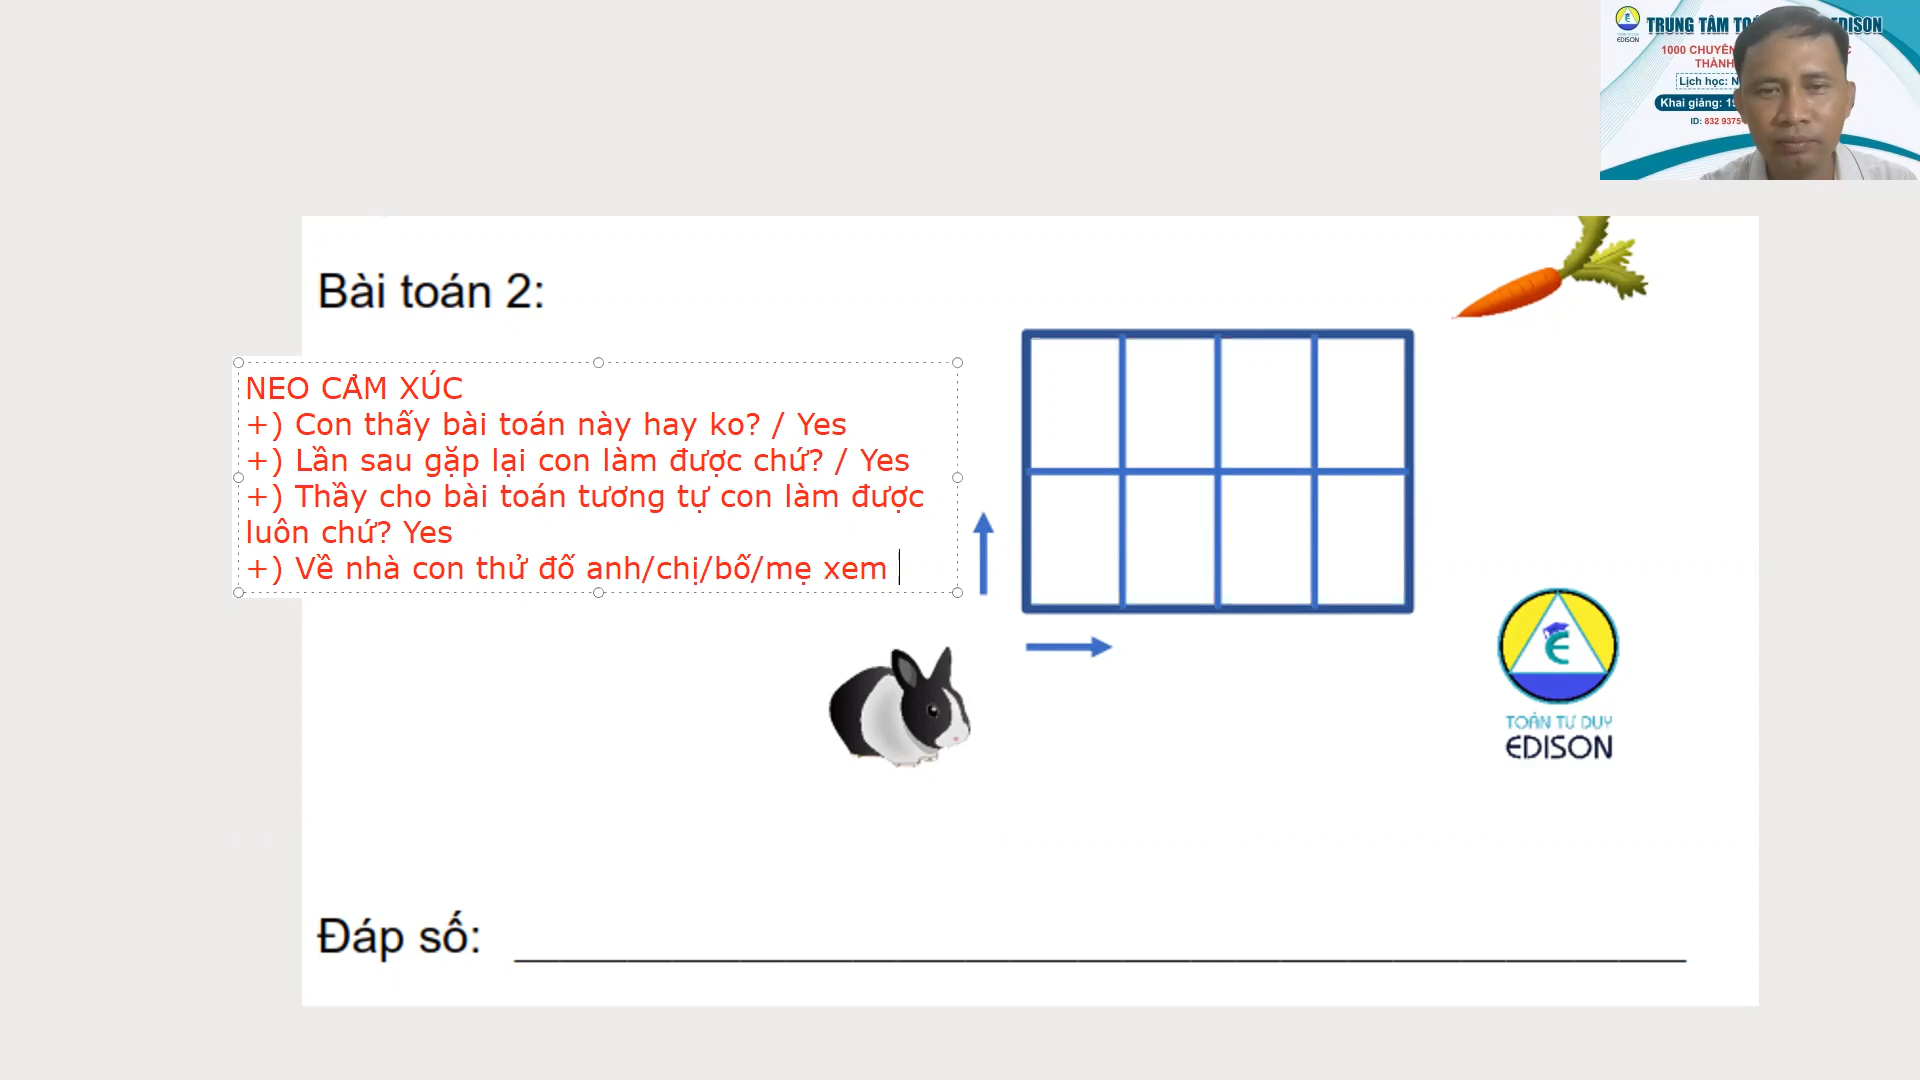 EDISON
TRUNG TÂM DISON
1000 CHUYÊN
THÀNH
Lịch học:
Khai giảng: 
ID: 832 9375
Bài toán 2:
NEO CẢM XÚC
+) Con thấy bài toán này hay ko? / Yes
+) Lần sau gặp lại con làm được chứ? / Yes
+) Thầy cho bài toán tương tự con làm được
luôn chứ? Yes
+) Về nhà con thử đố anh/chị/bố/mẹ xem
TOÁN TƯ DUY
EDISON
Đáp số: